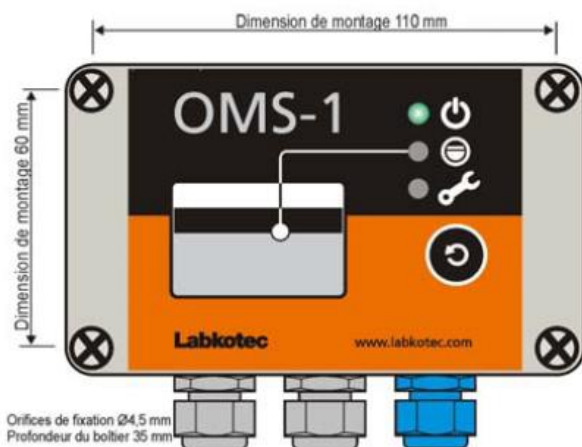 Dimension de montage 110 mm
Dimension de montage 60 mm
OMS-1
Labkotec
www.labkotec.com
Orifices de fixation Ø4,5 mm
Profondeur du boîtier 35 mm